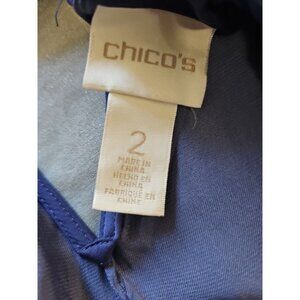 chico's
2
MADE IN
CHINA
HECHO EN
CHINA
FABRIQUÉ EN
CHINE